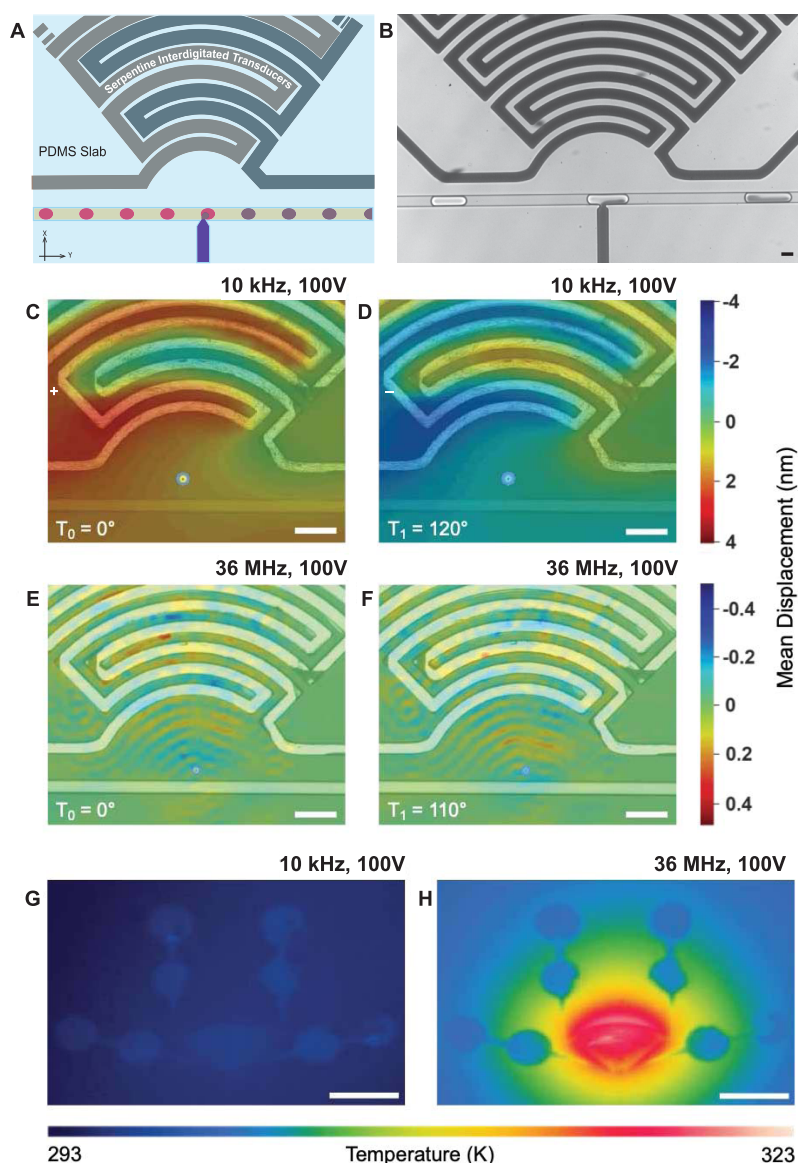 A
B
Serpentine Interdigitated Transducers
PDMS Slab
X
Y
10 kHz, 100V
10 kHz, 100V
C
D
+
–
T₀ = 0°
T₁ = 120°
-4
-2
0
2
4
36 MHz, 100V
36 MHz, 100V
E
F
T₀ = 0°
T₁ = 110°
-0.4
-0.2
0
0.2
0.4
Mean Displacement (nm)
10 kHz, 100V
36 MHz, 100V
G
H
293
Temperature (K)
323